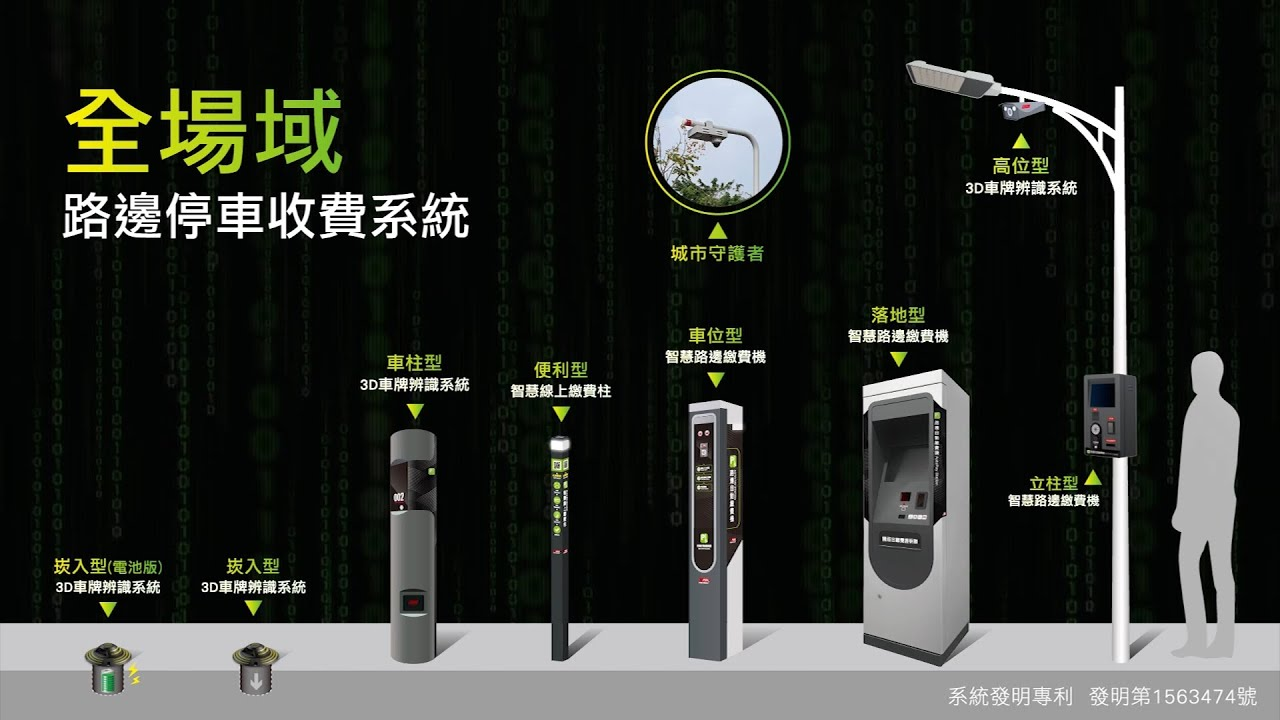 全場域
路邊停車收費系統
城市守護者
高位型
3D車牌辨識系統
落地型
智慧路邊繳費機
車位型
智慧路邊繳費機
車柱型
3D車牌辨識系統
便利型
智慧線上繳費柱
立柱型
智慧路邊繳費機
002
崁入型(電池版)
3D車牌辨識系統
崁入型
3D車牌辨識系統
系統發明專利 發明第1563474號